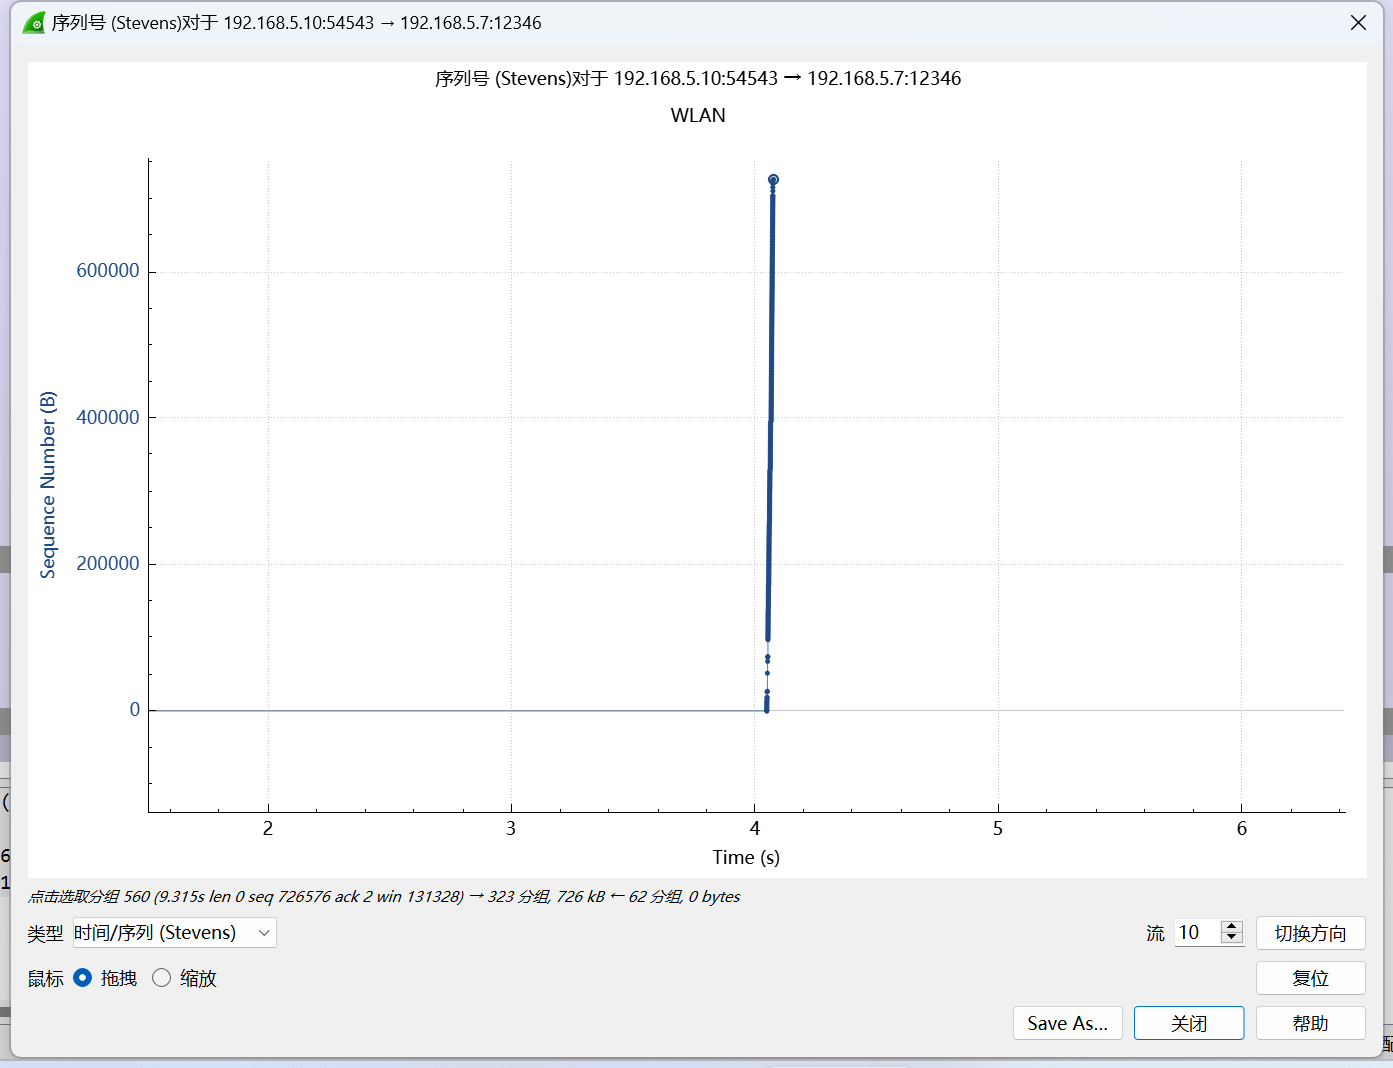 序列号 (Stevens)对于 192.168.5.10:54543 → 192.168.5.7:12346
序列号 (Stevens)对于 192.168.5.10:54543 → 192.168.5.7:12346
WLAN
Sequence Number (B)
600000
400000
200000
0
2 3 4 5 6
Time (s)
点击选取分组 560 (9.315s len 0 seq 726576 ack 2 win 131328) → 323 分组, 726 kB ← 62 分组, 0 bytes
类型 时间/序列 (Stevens) 流 10 切换方向
鼠标 拖拽 缩放 复位
Save As... 关闭 帮助
(
6
1
配